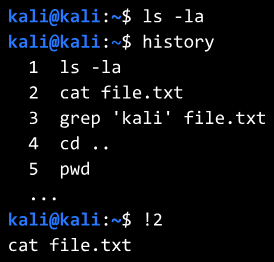 kali@kali:~$ ls -la
kali@kali:~$ history
1 ls -la
2 cat file.txt
3 grep 'kali' file.txt
4 cd ..
5 pwd
...
kali@kali:~$ !2
cat file.txt